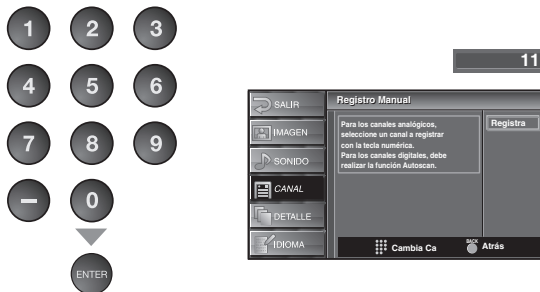 1 2 3
4 5 6
7 8 9
0
ENTER
11
SALIR
IMAGEN
SONIDO
CANAL
DETALLE
IDIOMA
Registro Manual
Para los canales analógicos,
seleccione un canal a registrar
con la tecla numérica.
Para los canales digitales, debe
realizar la función Autoscan.
Registra
Cambia Ca
BACK
Atrás